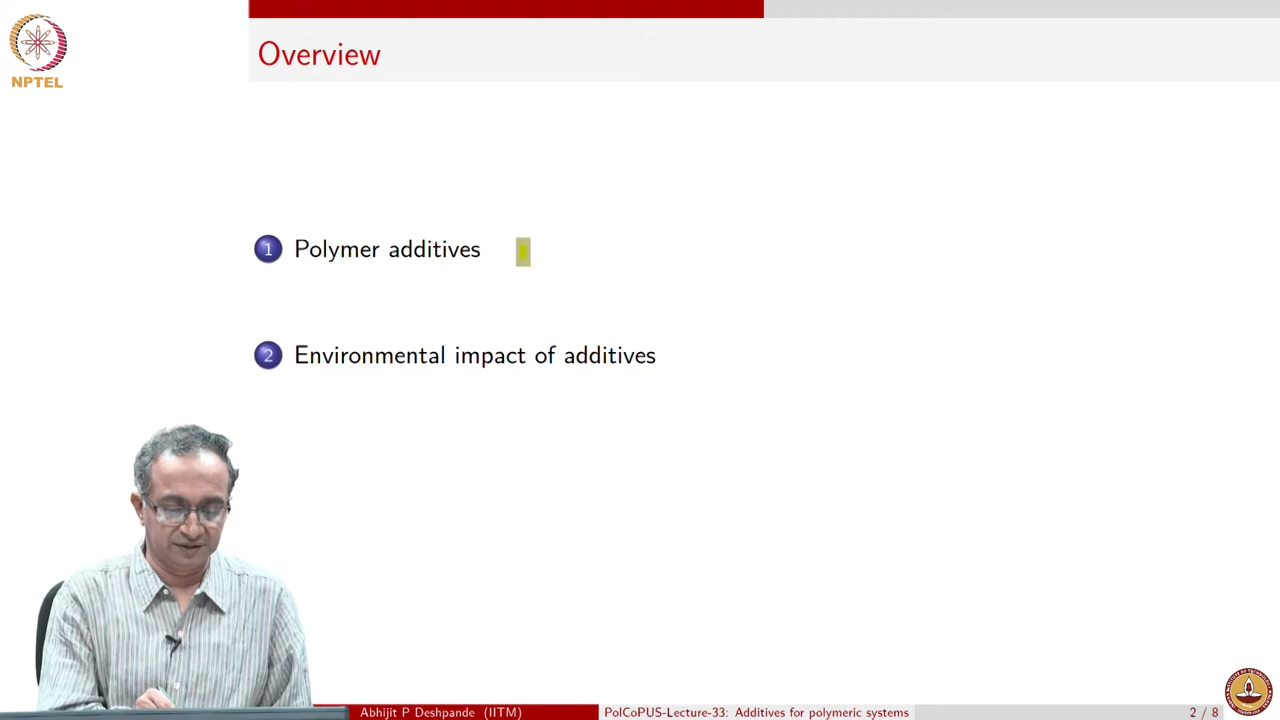 NPTEL
Overview
1 Polymer additives
2 Environmental impact of additives
Abhijit P Deshpande (IITM) PolCoPUS-Lecture-33: Additives for polymeric systems 2 / 8